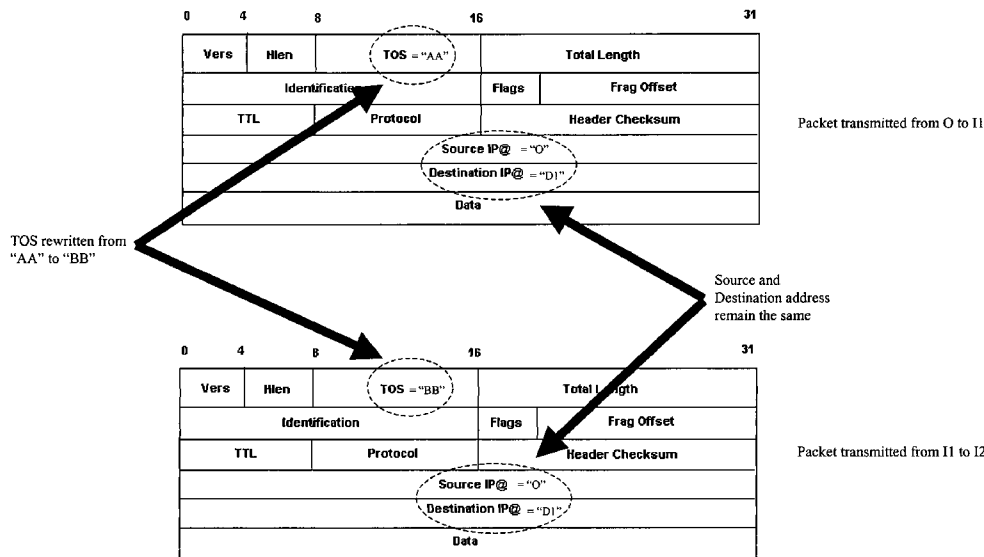 0 4 8 16 31
Vers Hlen TOS = "AA" Total Length
Identification Flags Frag Offset
TTL Protocol Header Checksum
Packet transmitted from O to I1
Source IP@ = "O"
Destination IP@ = "D1"
Data
TOS rewritten from
"AA" to "BB"
Source and
Destination address
remain the same
0 4 8 16 31
Vers Hlen TOS = "BB" Total Length
Identification Flags Frag Offset
TTL Protocol Header Checksum
Packet transmitted from I1 to I2
Source IP@ = "O"
Destination IP@ = "D1"
Data